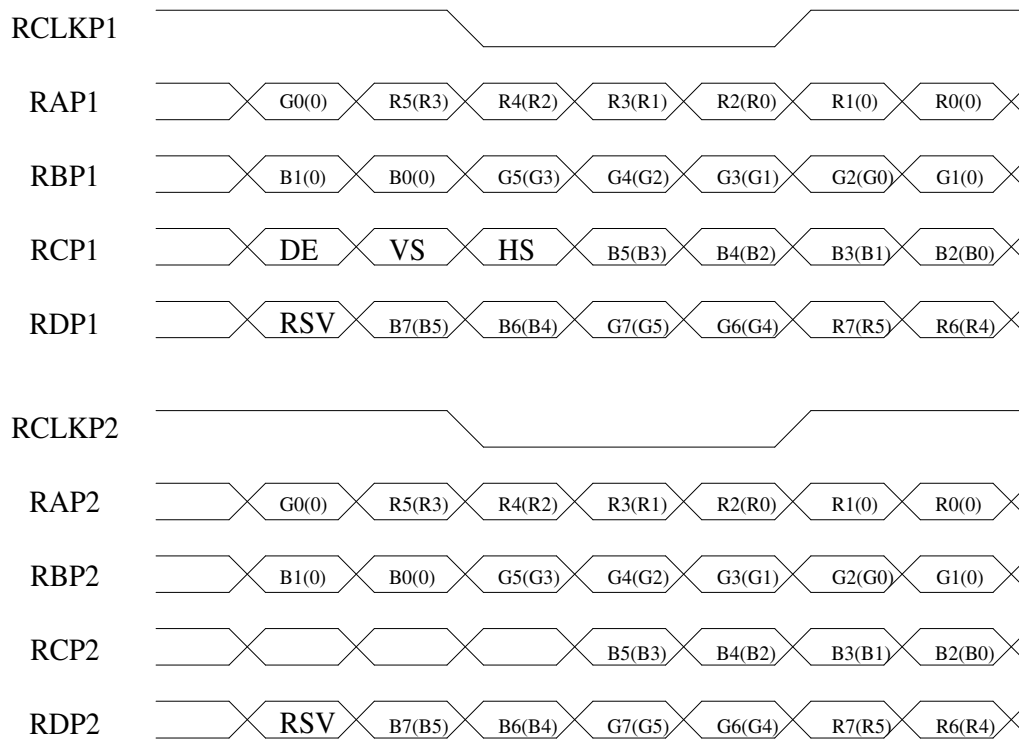 RCLKP1
RAP1 G0(0) R5(R3) R4(R2) R3(R1) R2(R0) R1(0) R0(0)
RBP1 B1(0) B0(0) G5(G3) G4(G2) G3(G1) G2(G0) G1(0)
RCP1 DE VS HS B5(B3) B4(B2) B3(B1) B2(B0)
RDP1 RSV B7(B5) B6(B4) G7(G5) G6(G4) R7(R5) R6(R4)
RCLKP2
RAP2 G0(0) R5(R3) R4(R2) R3(R1) R2(R0) R1(0) R0(0)
RBP2 B1(0) B0(0) G5(G3) G4(G2) G3(G1) G2(G0) G1(0)
RCP2 B5(B3) B4(B2) B3(B1) B2(B0)
RDP2 RSV B7(B5) B6(B4) G7(G5) G6(G4) R7(R5) R6(R4)